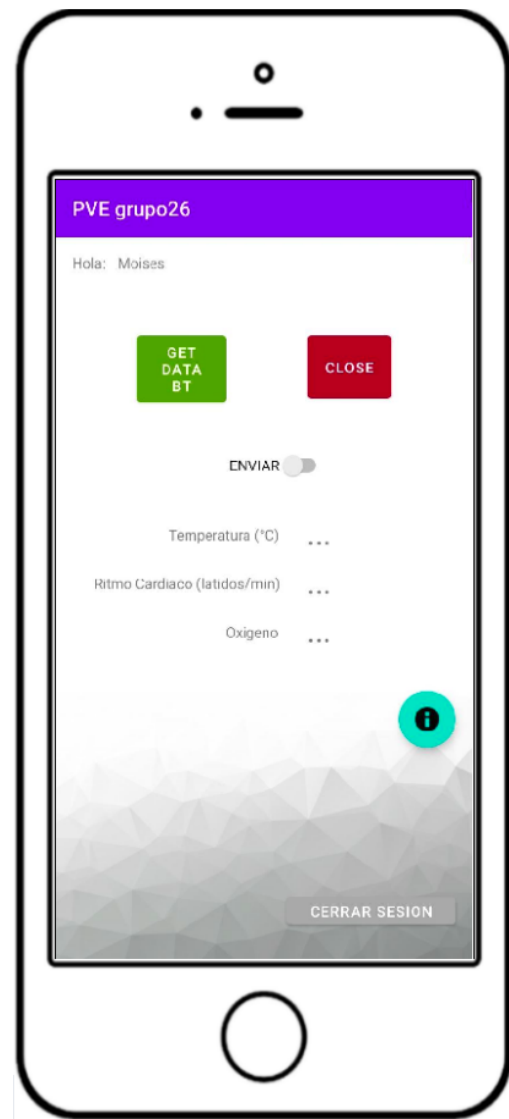 PVE grupo26
Hola: Moises
GET
DATA
BT
CLOSE
ENVIAR
Temperatura (°C) ...
Ritmo Cardiaco (latidos/min) ...
Oxigeno ...
CERRAR SESION